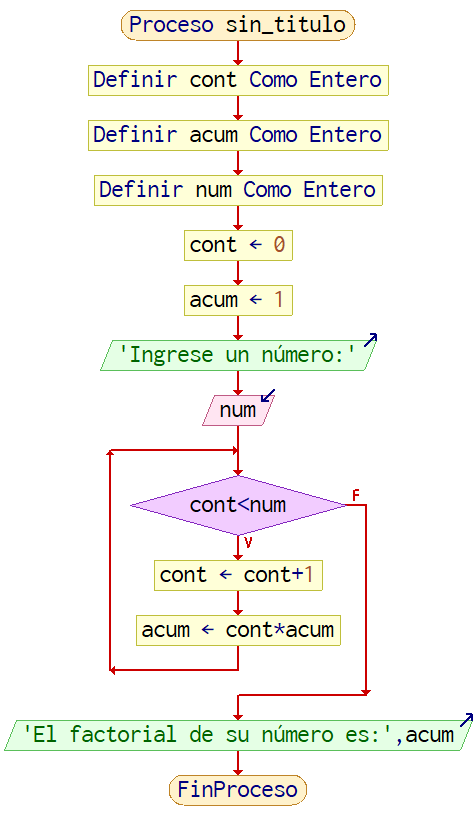 Proceso sin_titulo
Definir cont Como Entero
Definir acum Como Entero
Definir num Como Entero
cont ← 0
acum ← 1
'Ingrese un número:'
num
cont<num
F
V
cont ← cont+1
acum ← cont*acum
'El factorial de su número es:',acum
FinProceso